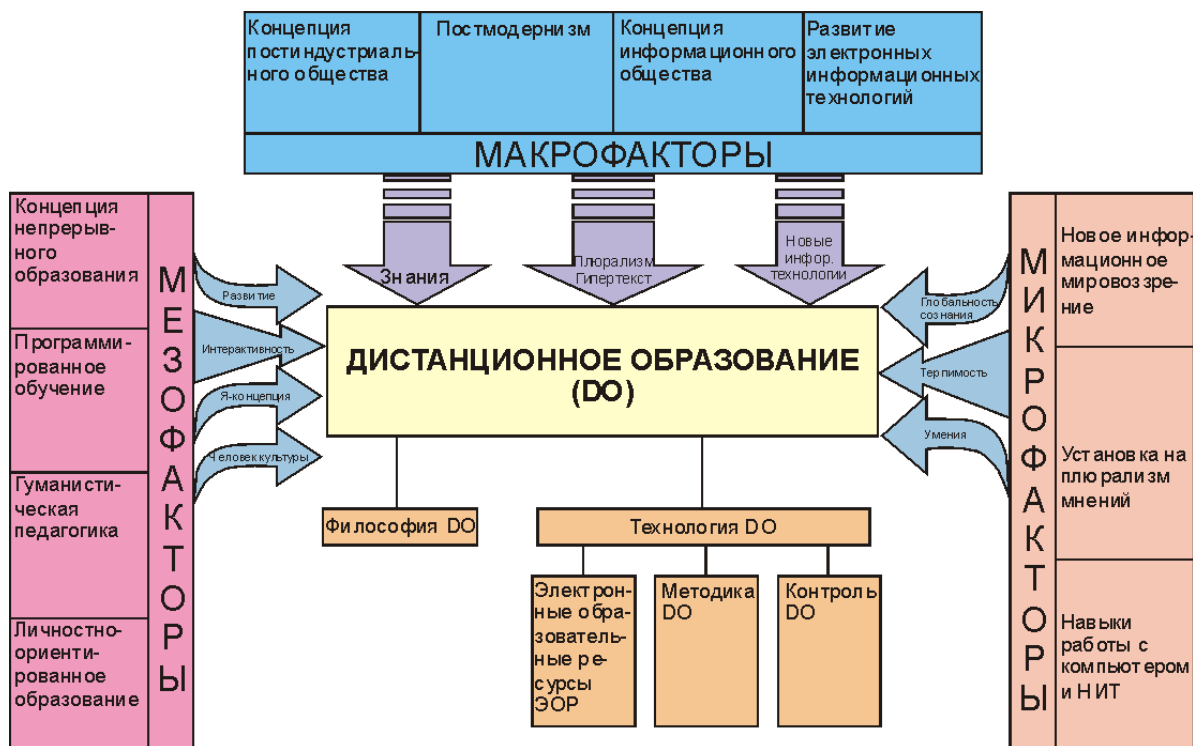 Концепция
постиндустриаль-
ного общества
Постмодернизм
Концепция
информационного
общества
Развитие
электронных
информационных
технологий
МАКРОФАКТОРЫ
Знания
Плюрализм
Гипертекст
Новые
инфор.
технологии
Концепция
непрерыв-
ного
образования
Программи-
рованное
обучение
Гуманисти-
ческая
педагогика
Личностно-
ориенти-
рованное
образование
МЕЗОФАКТОРЫ
Развитие
Интерактивность
Я-концепция
Человек культуры
ДИСТАНЦИОННОЕ ОБРАЗОВАНИЕ
(DO)
Глобальность
сознания
Терпимость
Умения
МИКРОФАКТОРЫ
Новое инфор-
мационное
мировоззре-
ние
Установка на
плюрализм
мнений
Навыки
работы с
компьютером
и НИТ
Философия DO
Технология DO
Электрон-
ные обра-
зователь-
ные ре-
сурсы
ЭОР
Методика
DO
Контроль
DO